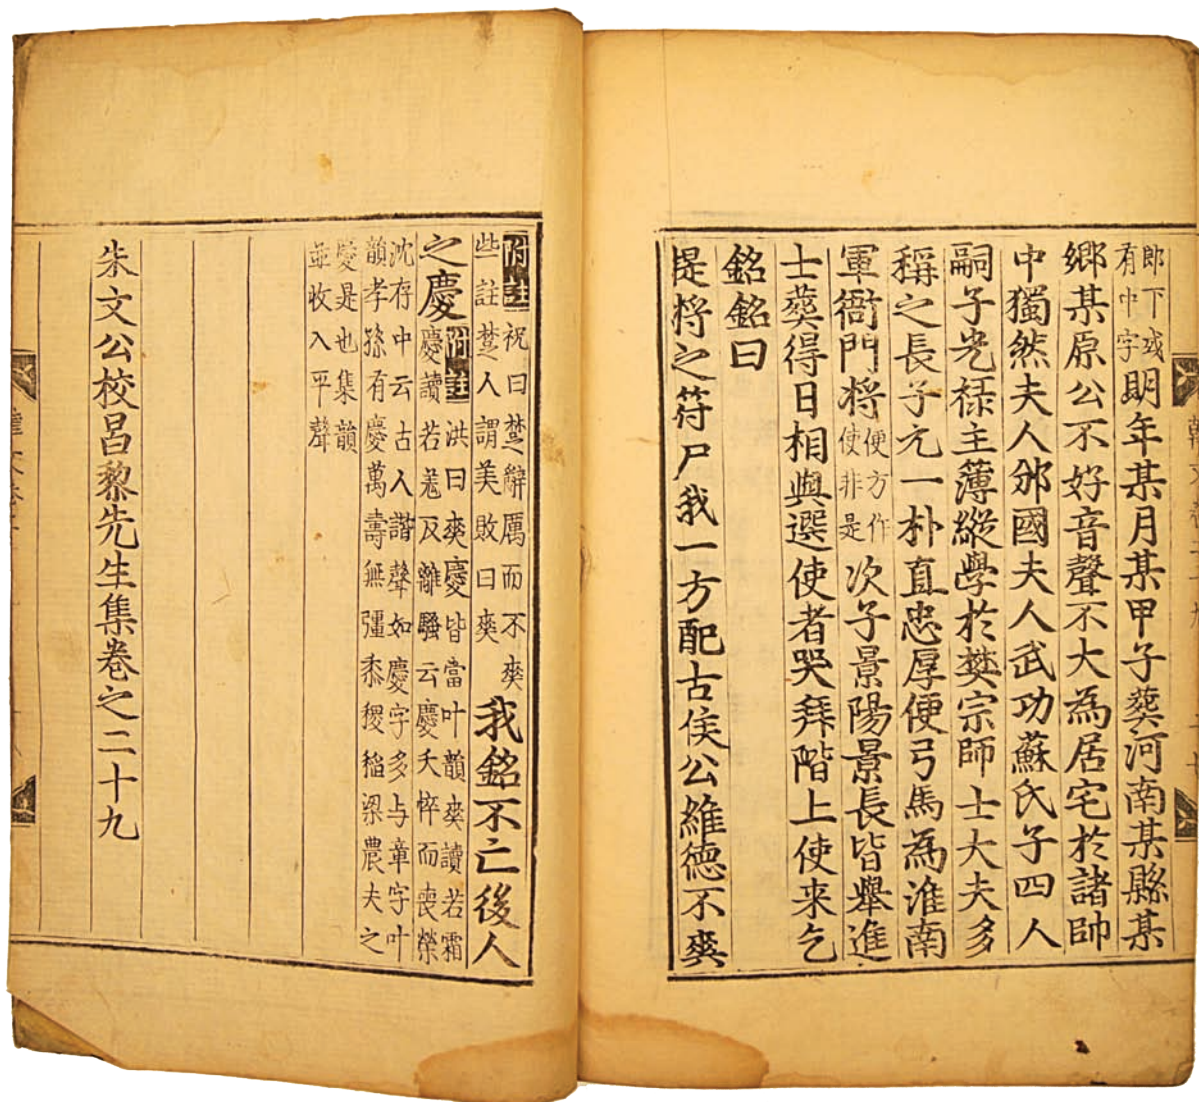 郎下或
有中字
明年某月某甲子葬河南某縣某
鄉某原公不好音聲不大為居宅於諸帥
中獨然夫人邠國夫人武功蘇氏子四人
嗣子光祿主簿縱學於樊宗師士大夫多
稱之長子元一朴直忠厚便弓馬為淮南
軍衙門將
便方作
使非是
次子景陽景長皆舉進
士葬得日相與選使者哭拜階上使来乞
銘銘曰
提将之符尸我一方配古侯公維德不爽
附註
祝曰楚辭厲而不爽
些註楚人謂美敗曰爽
我銘不亡後人
之慶
附註
洪曰爽慶皆當叶韻爽讀若霜
慶讀若羌反離騷云慶夭悴而喪榮
沈存中云古人諧聲如慶字多与章字叶
韻孝孫有慶萬壽無彊黍稷稲梁農夫之
慶是也集韻
並收入平聲
朱文公校昌黎先生集卷之二十九